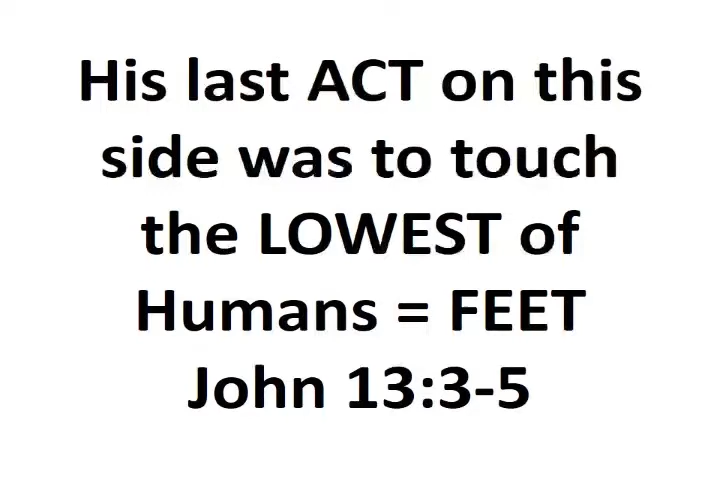 His last ACT on this
side was to touch
the LOWEST of
Humans = FEET
John 13:3-5